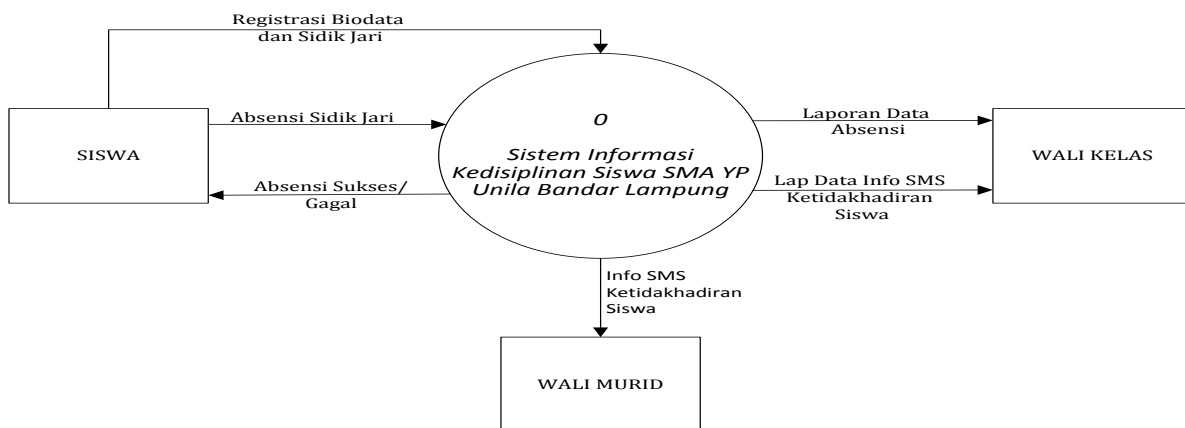 Registrasi Biodata
dan Sidik Jari
SISWA
Absensi Sidik Jari
Absensi Sukses/
Gagal
0
Sistem Informasi
Kedisiplinan Siswa SMA YP
Unila Bandar Lampung
Laporan Data
Absensi
Lap Data Info SMS
Ketidakhadiran
Siswa
WALI KELAS
Info SMS
Ketidakhadiran
Siswa
WALI MURID